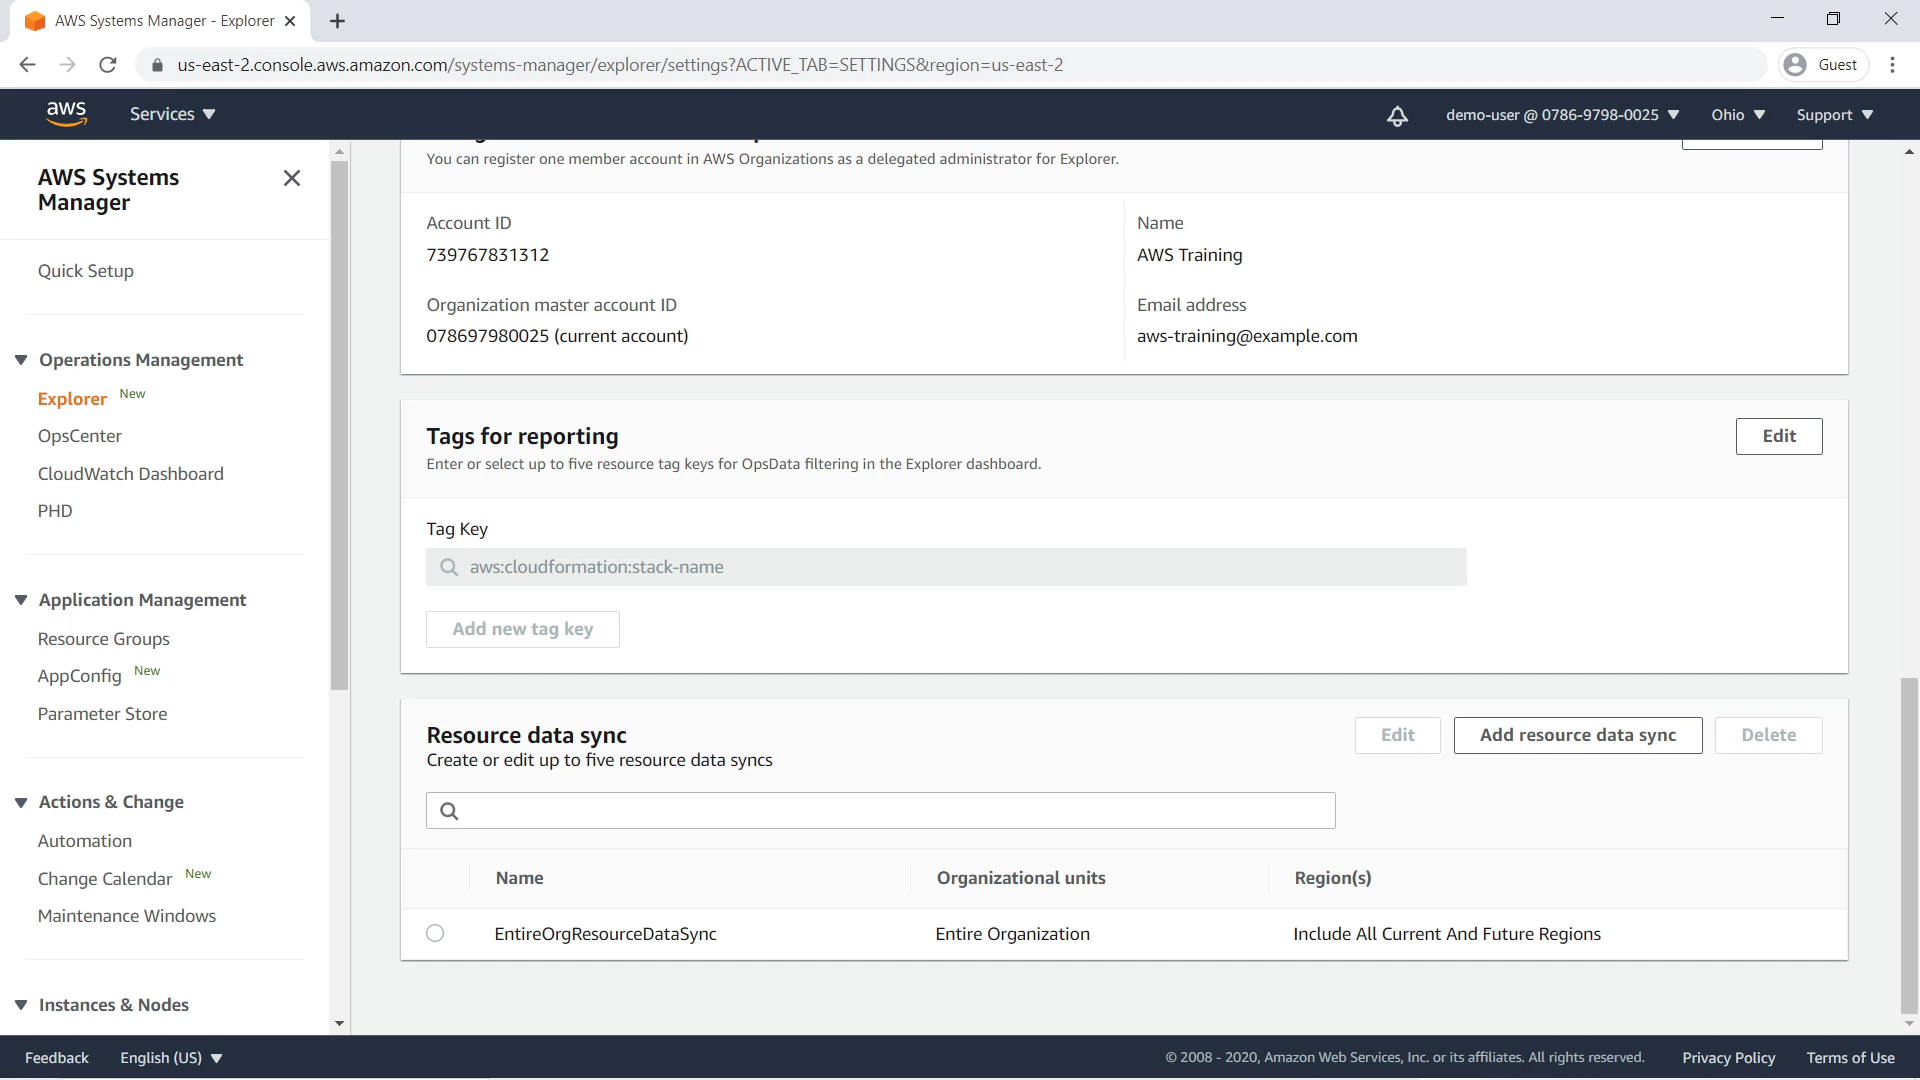 AWS Systems Manager - Explorer
us-east-2.console.aws.amazon.com/systems-manager/explorer/settings?ACTIVE_TAB=SETTINGS&region=us-east-2
Guest
aws
Services
demo-user @ 0786-9798-0025
Ohio
Support
AWS Systems
Manager
Quick Setup
Operations Management
Explorer New
OpsCenter
CloudWatch Dashboard
PHD
Application Management
Resource Groups
AppConfig New
Parameter Store
Actions & Change
Automation
Change Calendar New
Maintenance Windows
Instances & Nodes
You can register one member account in AWS Organizations as a delegated administrator for Explorer.
Account ID
739767831312
Name
AWS Training
Organization master account ID
078697980025 (current account)
Email address
aws-training@example.com
Tags for reporting
Edit
Enter or select up to five resource tag keys for OpsData filtering in the Explorer dashboard.
Tag Key
aws:cloudformation:stack-name
Add new tag key
Resource data sync
Edit
Add resource data sync
Delete
Create or edit up to five resource data syncs
Name
Organizational units
Region(s)
EntireOrgResourceDataSync
Entire Organization
Include All Current And Future Regions
Feedback
English (US)
© 2008 - 2020, Amazon Web Services, Inc. or its affiliates. All rights reserved.
Privacy Policy
Terms of Use